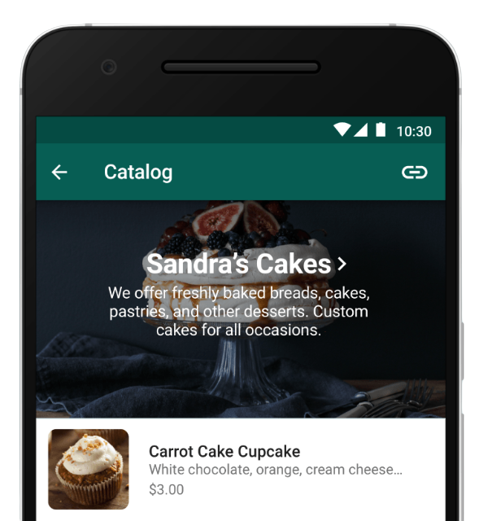 10:30
Catalog
Sandra's Cakes
We offer freshly baked breads, cakes,
pastries, and other desserts. Custom
cakes for all occasions.
Carrot Cake Cupcake
White chocolate, orange, cream cheese...
$3.00